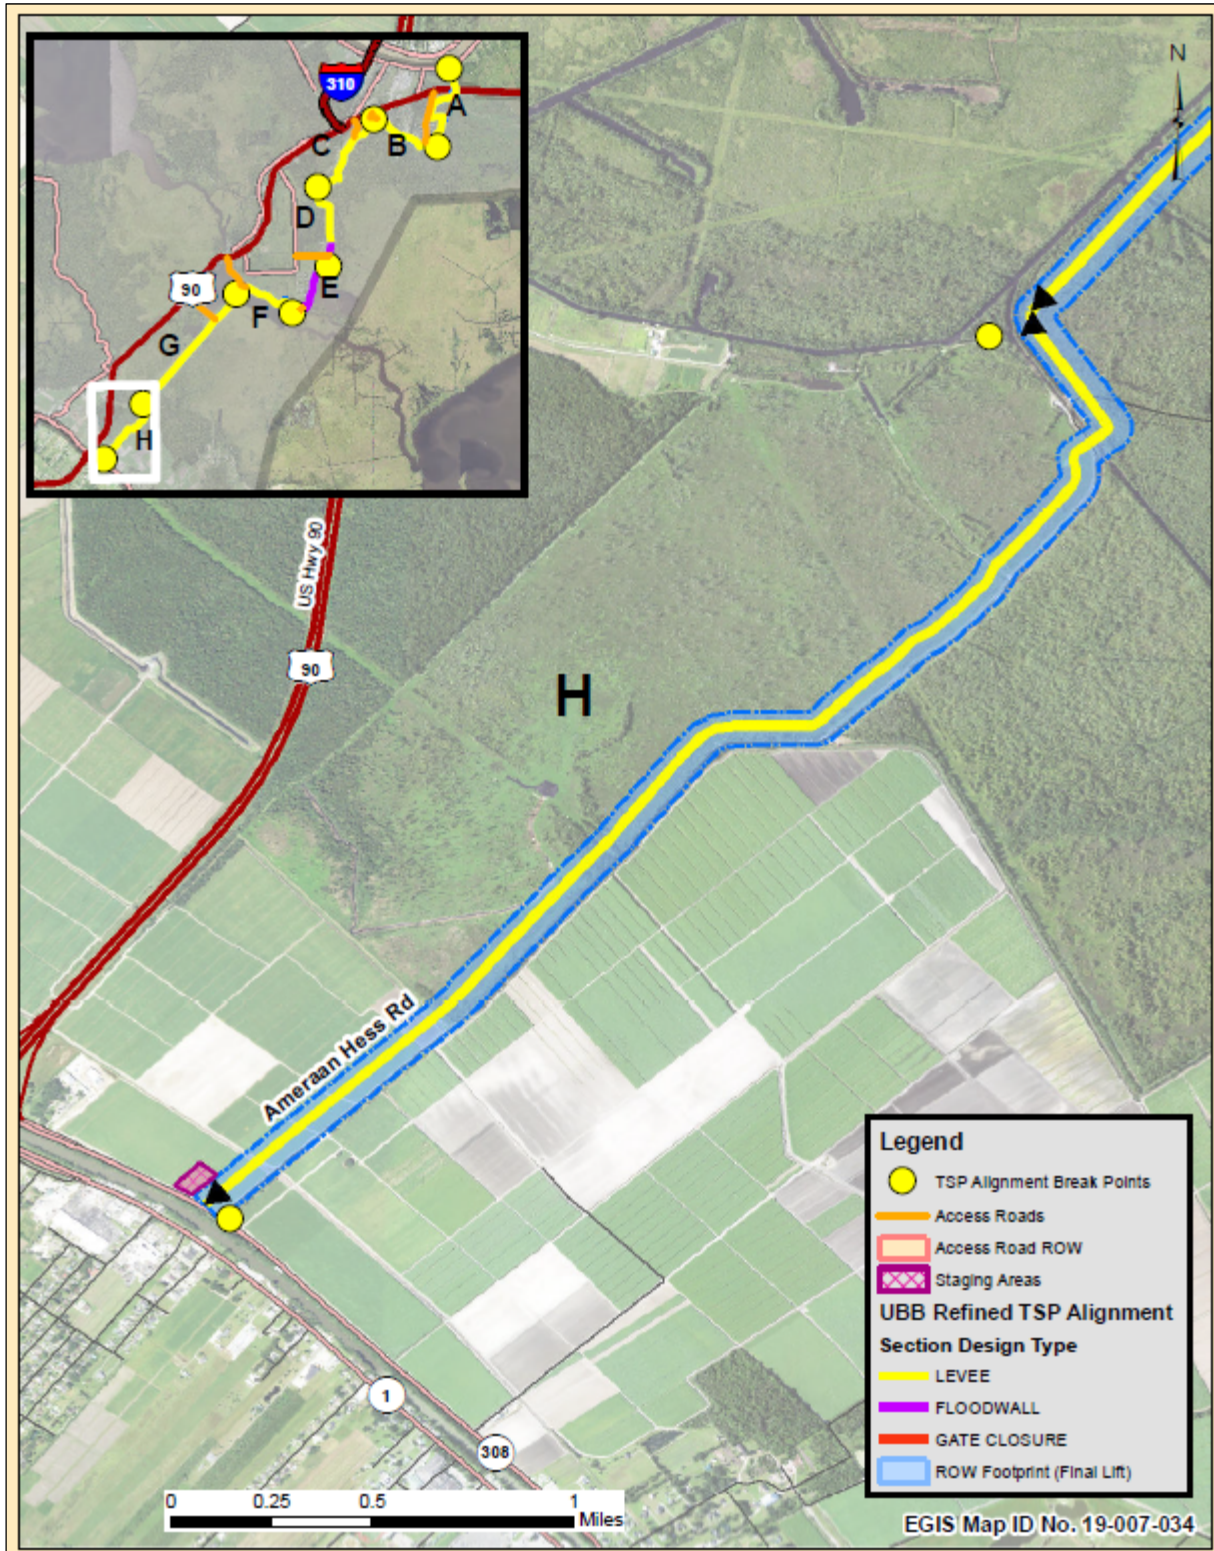 N
310
A
C
B
D
E
90
F
G
H
US Hwy 90
90
H
Ameraan Hess Rd
1
308
Legend
TSP Alignment Break Points
Access Roads
Access Road ROW
Staging Areas
UBB Refined TSP Alignment
Section Design Type
LEVEE
FLOODWALL
GATE CLOSURE
ROW Footprint (Final Lift)
0 0.25 0.5 1
Miles
EGIS Map ID No. 19-007-034